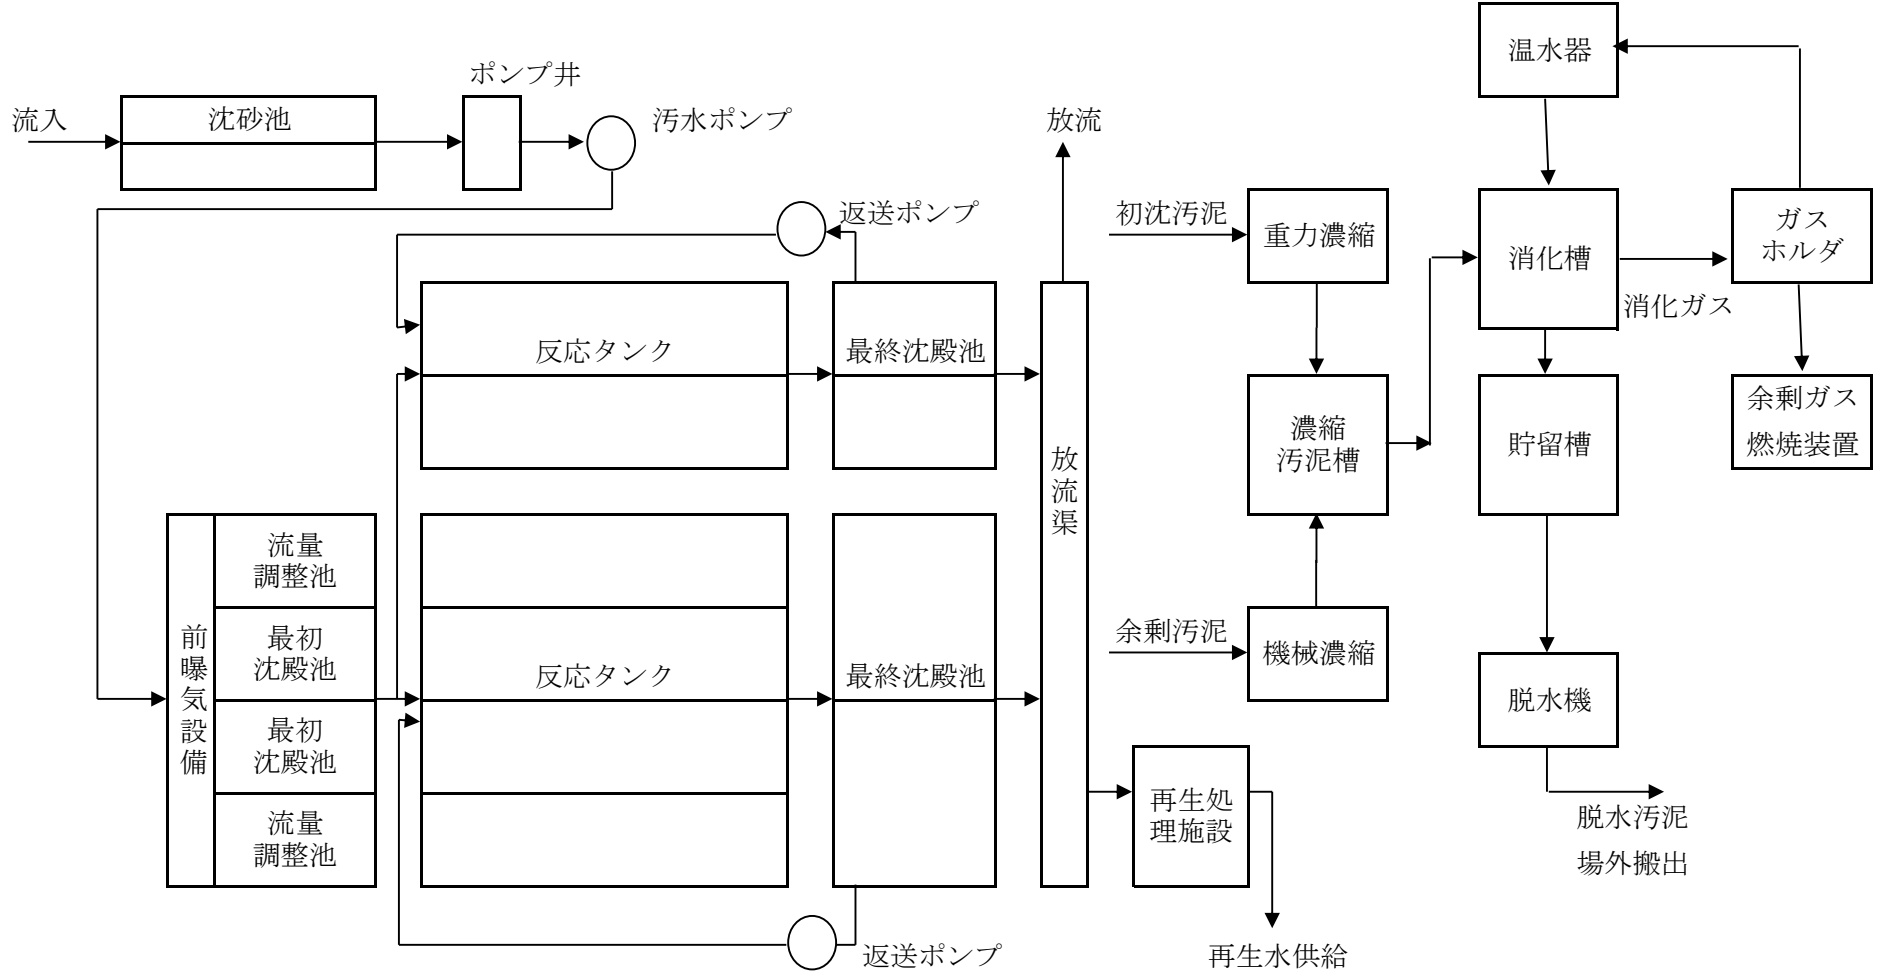 流入
沈砂池
ポンプ井
汚水ポンプ
返送ポンプ
反応タンク
最終沈殿池
放流
放
流
渠
前
曝
気
設
備
流量
調整池
最初
沈殿池
最初
沈殿池
流量
調整池
反応タンク
最終沈殿池
返送ポンプ
再生処
理施設
再生水供給
初沈汚泥
重力濃縮
濃縮
汚泥槽
余剰汚泥
機械濃縮
温水器
消化槽
消化ガス
ガス
ホルダ
余剰ガス
燃焼装置
貯留槽
脱水機
脱水汚泥
場外搬出